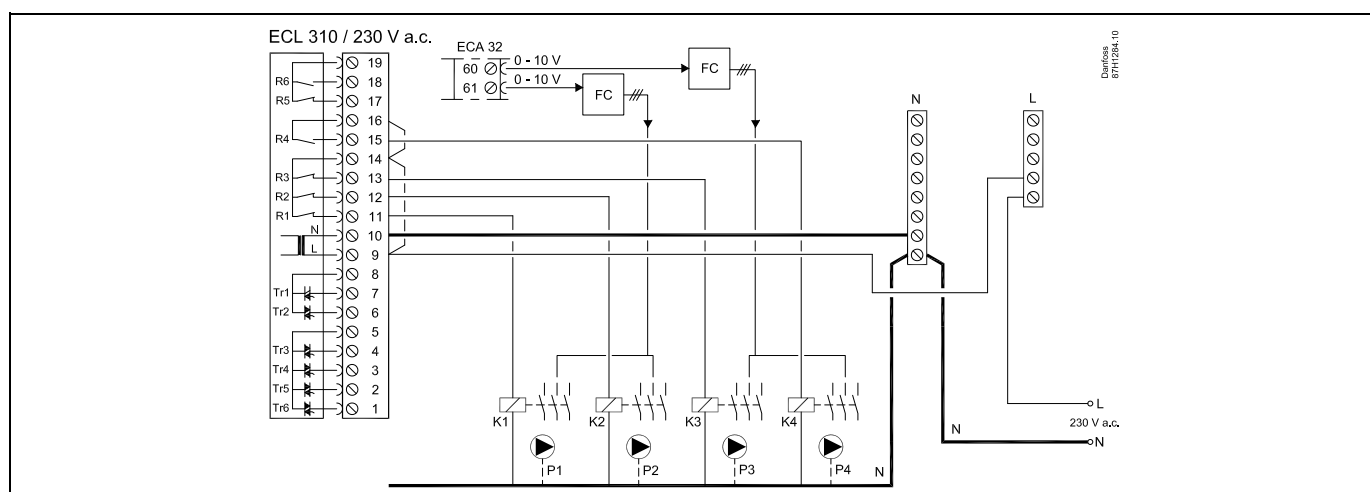 ECL 310 / 230 V a.c.
ECA 32
60 0 - 10 V
61 0 - 10 V
FC
FC
Danfoss
87H1284.10
N
L
19
R6 18
R5 17
16
R4 15
14
R3 13
R2 12
R1 11
N 10
L 9
8
Tr1 7
Tr2 6
5
Tr3 4
Tr4 3
Tr5 2
Tr6 1
K1
K2
K3
K4
P1
P2
P3
P4
N
N
L
230 V a.c.
N